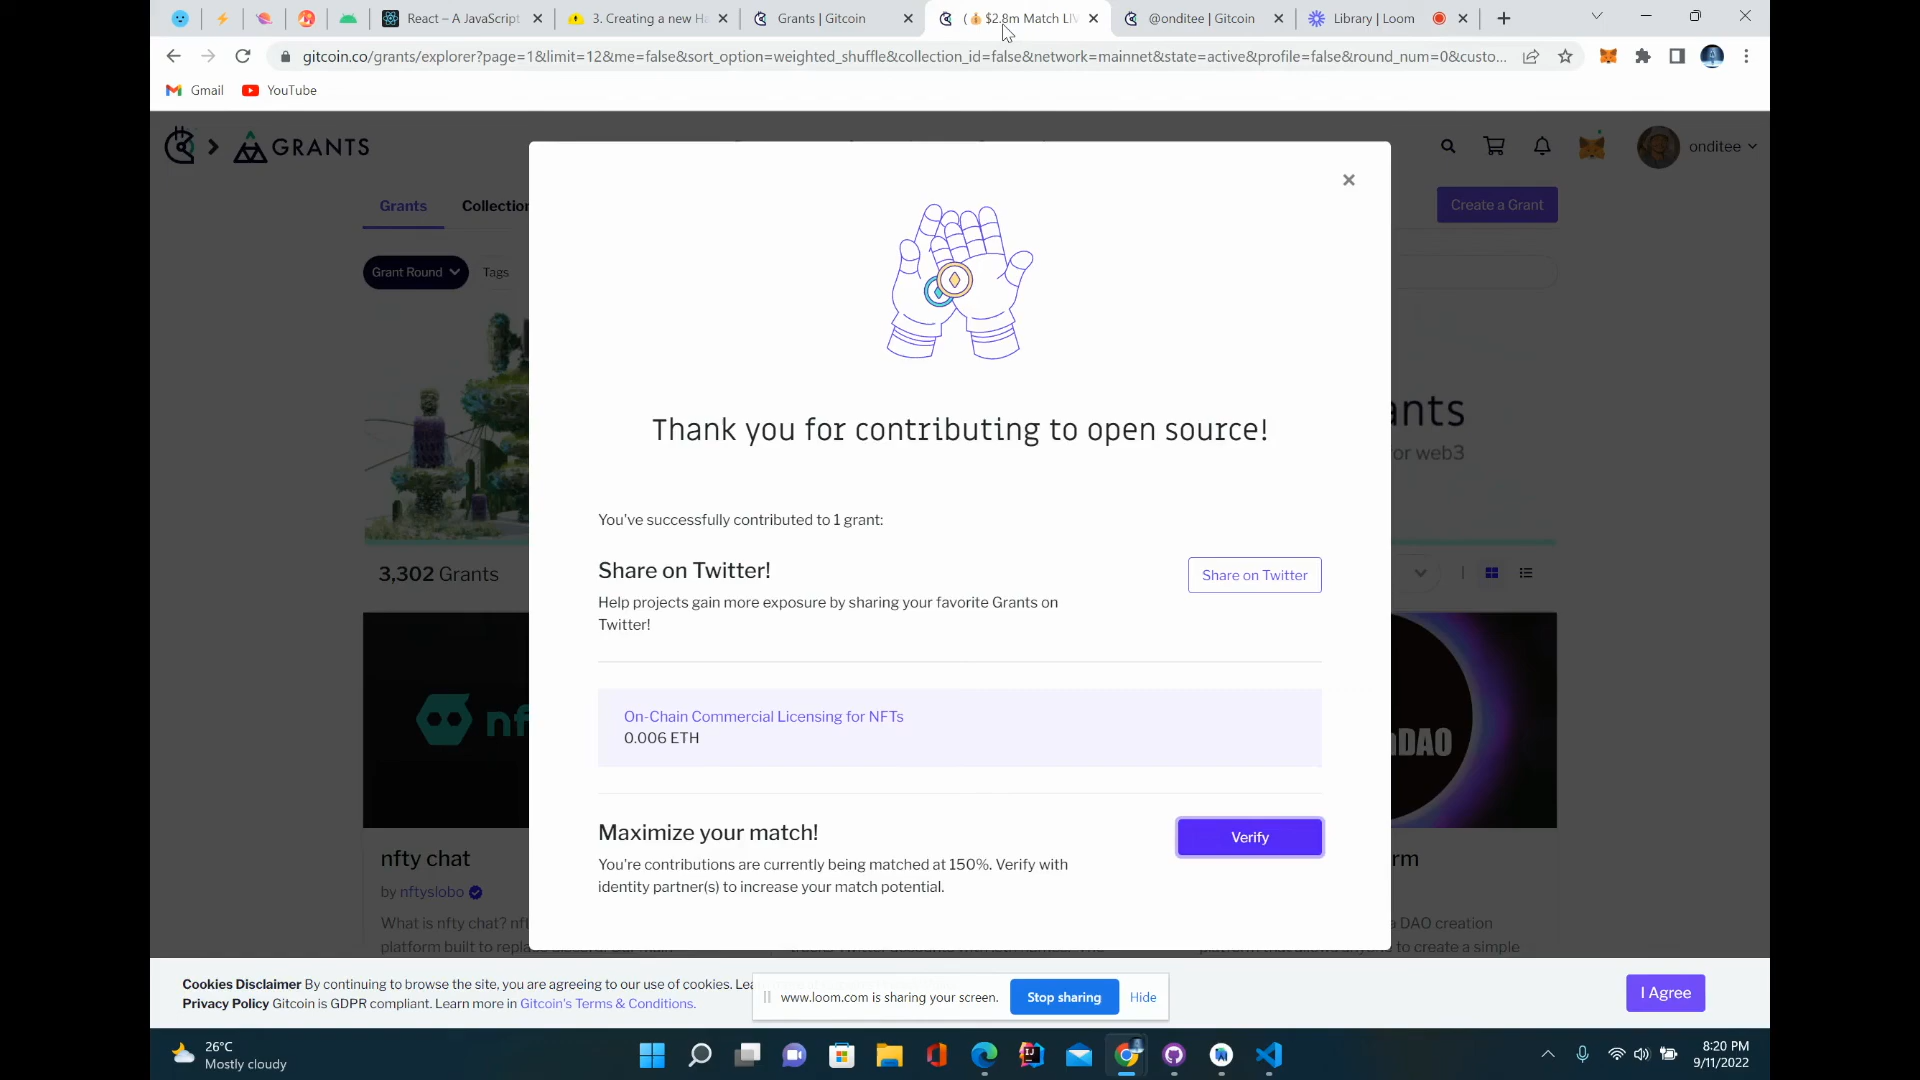 React – A JavaScript
3. Creating a new Ha
Grants | Gitcoin
( $2.8m Match LIV
@onditee | Gitcoin
Library | Loom
gitcoin.co/grants/explorer?page=1&limit=12&me=false&sort_option=weighted_shuffle&collection_id=false&network=mainnet&state=active&profile=false&round_num=0&custo...
Gmail
YouTube
GRANTS
onditee
Grants
Collection
Create a Grant
Grant Round
Tags
Thank you for contributing to open source!
You've successfully contributed to 1 grant:
Share on Twitter!
Share on Twitter
Help projects gain more exposure by sharing your favorite Grants on
Twitter!
On-Chain Commercial Licensing for NFTs
0.006 ETH
Maximize your match!
Verify
You're contributions are currently being matched at 150%. Verify with
identity partner(s) to increase your match potential.
ants
or web3
3,302 Grants
nf
DAO
nfty chat
rm
by nftyslobo
What is nfty chat? nf
a DAO creation
to create a simple
Cookies Disclaimer By continuing to browse the site, you are agreeing to our use of cookies. Lea
Privacy Policy Gitcoin is GDPR compliant. Learn more in Gitcoin's Terms & Conditions.
www.loom.com is sharing your screen.
Stop sharing
Hide
I Agree
26°C
Mostly cloudy
8:20 PM
9/11/2022